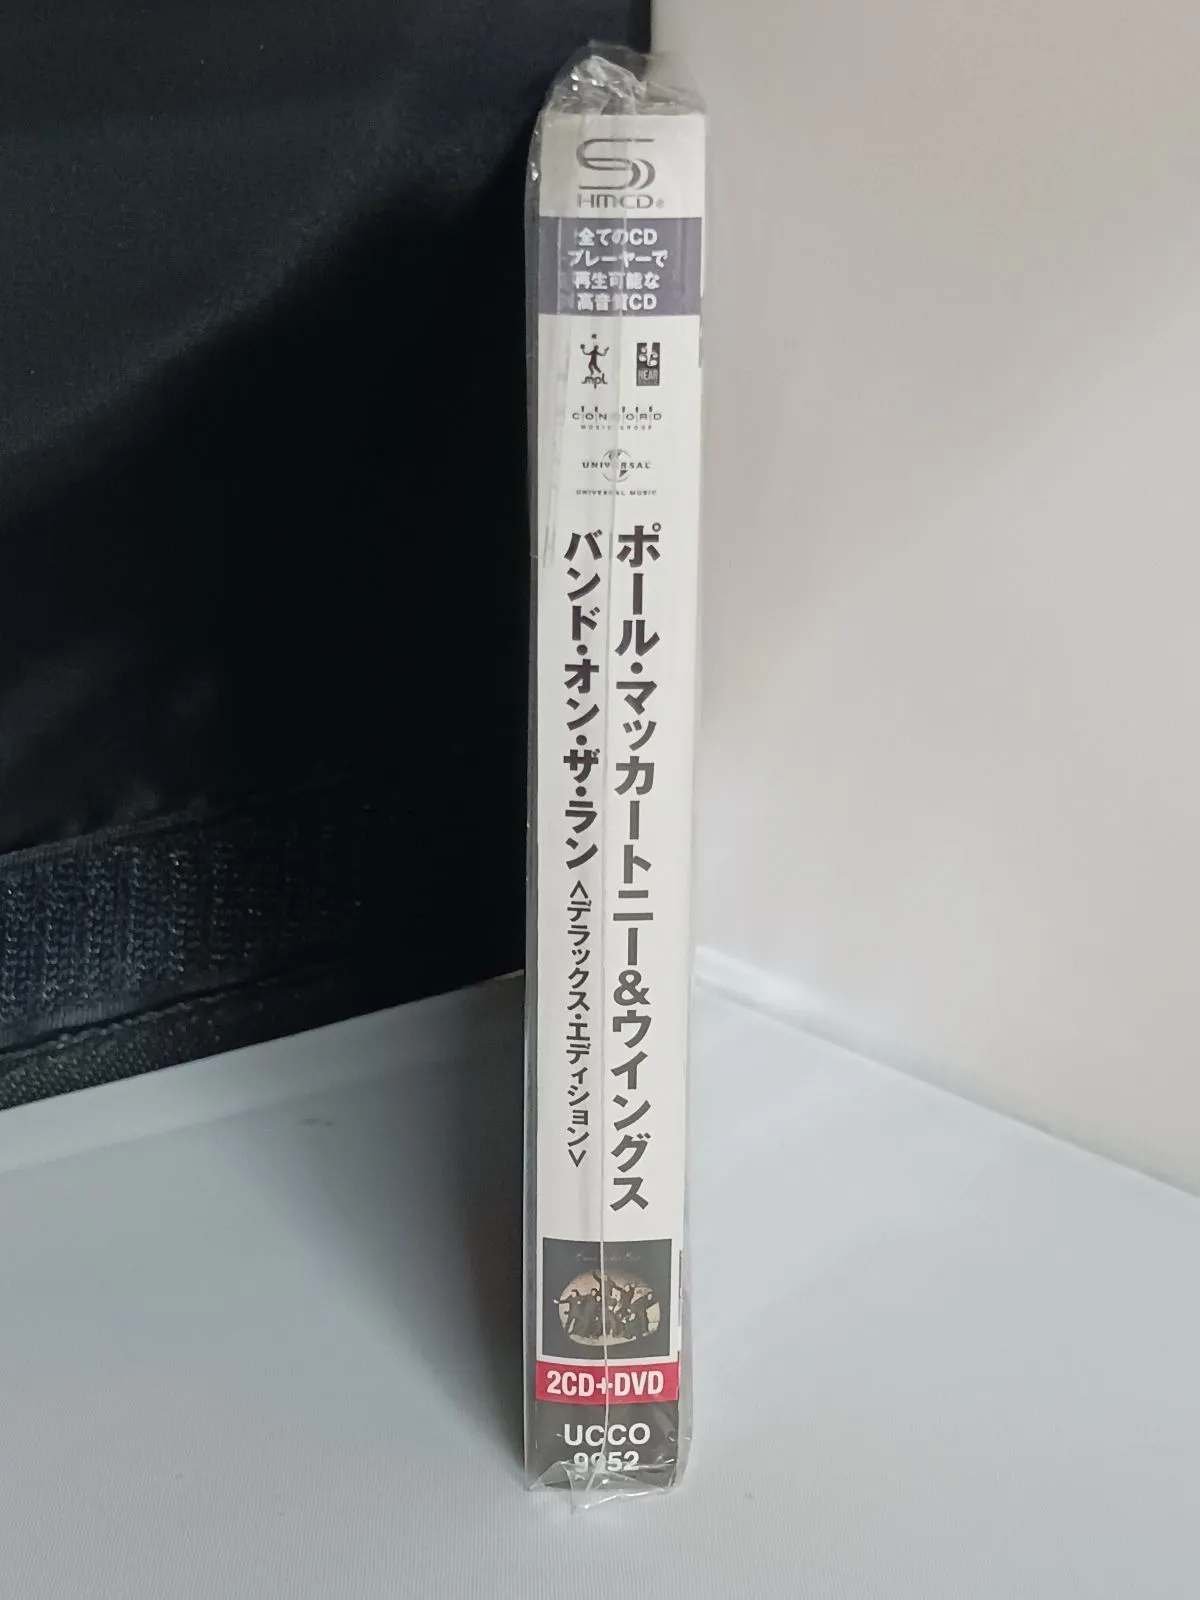 HMCD®
全てのCD
プレーヤーで
再生可能な
高音質CD
mpl
HEAR
CONCORD
MUSIC GROUP
UNIVERSAL
UNIVERSAL MUSIC
ポール・マッカートニー&ウイングス
バンド・オン・ザ・ラン<デラックス・エディション>
2CD+DVD
UCCO
9952